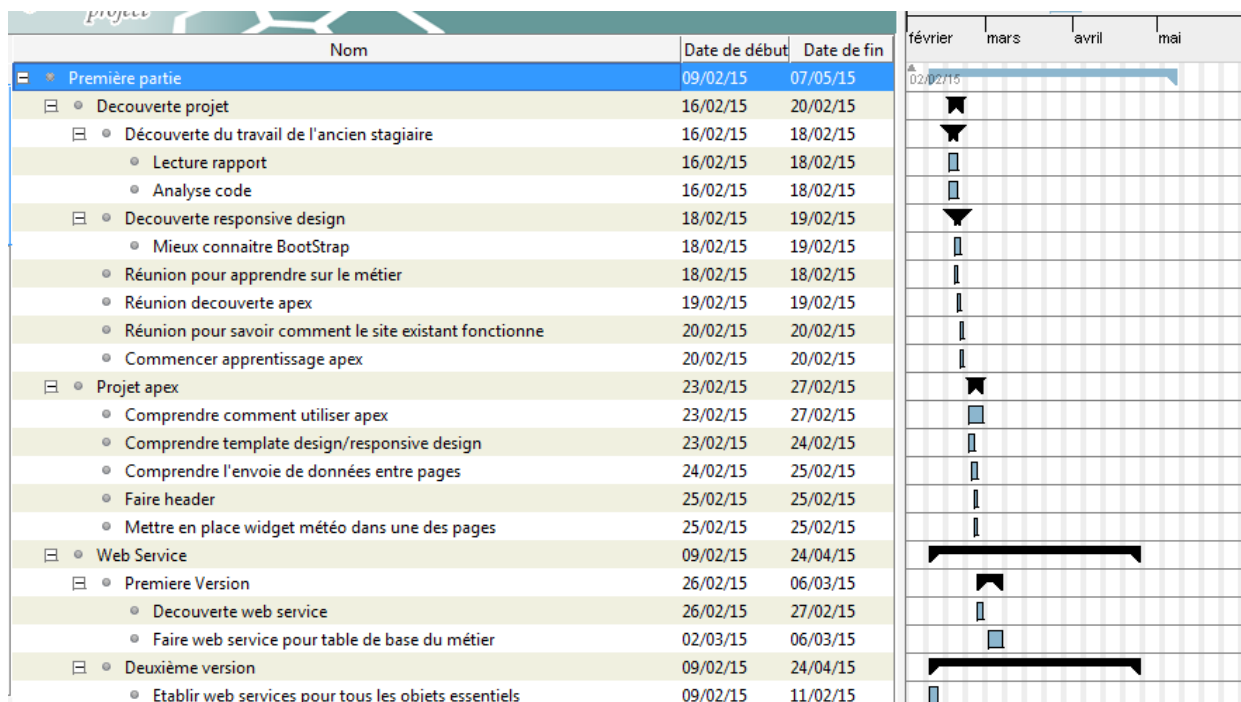 project
février mars avril mai
Nom Date de début Date de fin
Première partie 09/02/15 07/05/15 02/02/15
Decouverte projet 16/02/15 20/02/15
Découverte du travail de l'ancien stagiaire 16/02/15 18/02/15
Lecture rapport 16/02/15 18/02/15
Analyse code 16/02/15 18/02/15
Decouverte responsive design 18/02/15 19/02/15
Mieux connaitre BootStrap 18/02/15 19/02/15
Réunion pour apprendre sur le métier 18/02/15 18/02/15
Réunion decouverte apex 19/02/15 19/02/15
Réunion pour savoir comment le site existant fonctionne 20/02/15 20/02/15
Commencer apprentissage apex 20/02/15 20/02/15
Projet apex 23/02/15 27/02/15
Comprendre comment utiliser apex 23/02/15 27/02/15
Comprendre template design/responsive design 23/02/15 24/02/15
Comprendre l'envoie de données entre pages 24/02/15 25/02/15
Faire header 25/02/15 25/02/15
Mettre en place widget météo dans une des pages 25/02/15 25/02/15
Web Service 09/02/15 24/04/15
Premiere Version 26/02/15 06/03/15
Decouverte web service 26/02/15 27/02/15
Faire web service pour table de base du métier 02/03/15 06/03/15
Deuxième version 09/02/15 24/04/15
Etablir web services pour tous les objets essentiels 09/02/15 11/02/15